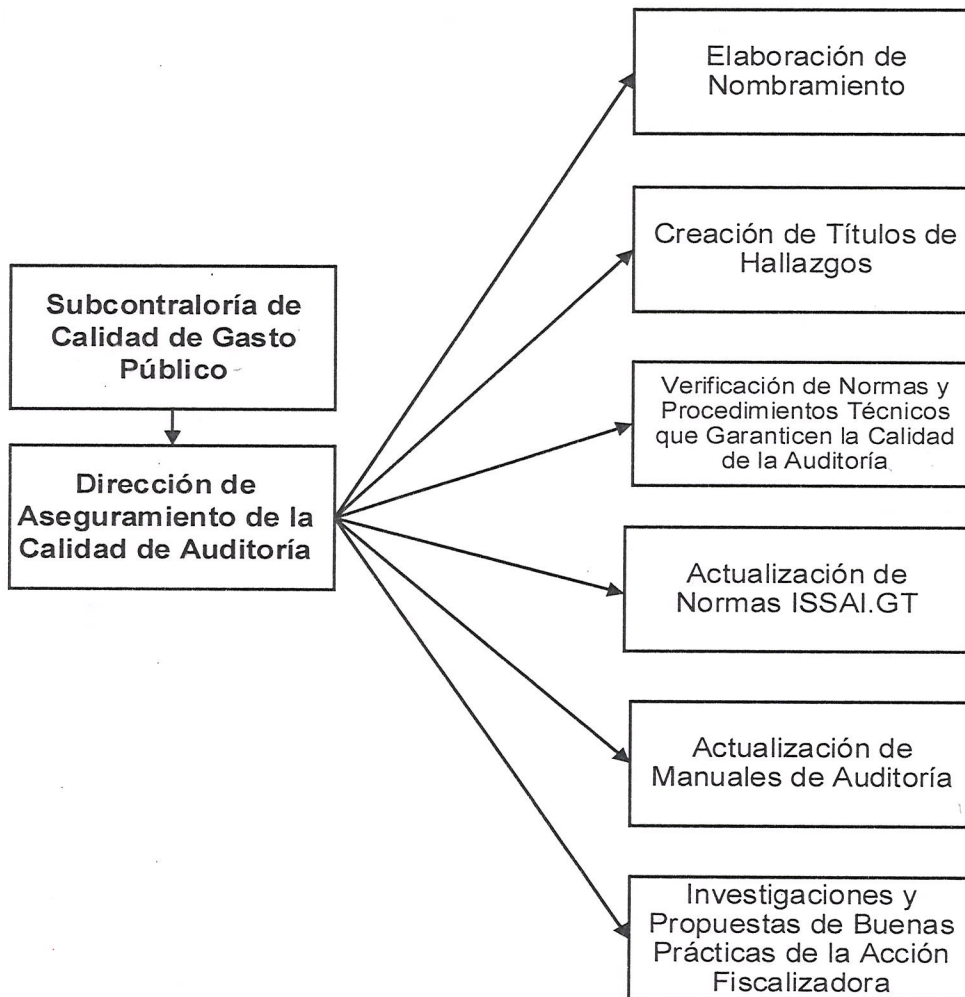 Elaboración de
Nombramiento
Creación de Títulos de
Hallazgos
Subcontraloría de
Calidad de Gasto
Público
Verificación de Normas y
Procedimientos Técnicos
que Garanticen la Calidad
de la Auditoría
Dirección de
Aseguramiento de la
Calidad de Auditoría
Actualización de
Normas ISSAI.GT
Actualización de
Manuales de Auditoría
Investigaciones y
Propuestas de Buenas
Prácticas de la Acción
Fiscalizadora